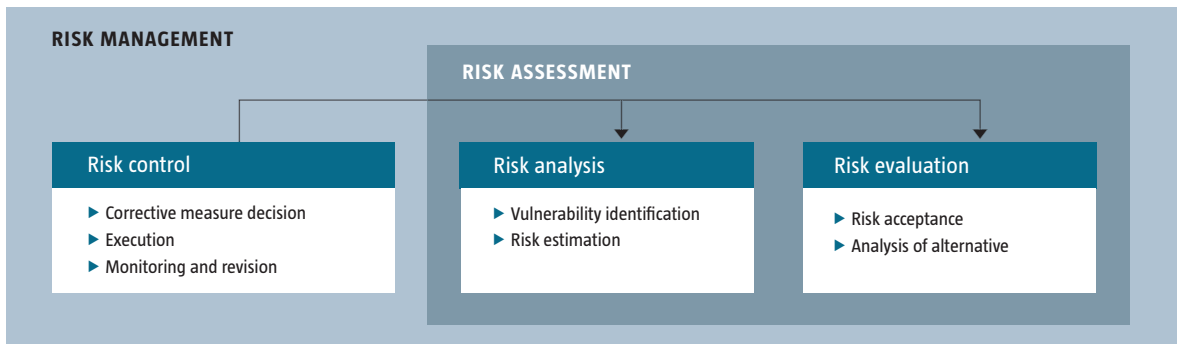 RISK MANAGEMENT
RISK ASSESSMENT
Risk control
▶ Corrective measure decision
▶ Execution
▶ Monitoring and revision
Risk analysis
▶ Vulnerability identification
▶ Risk estimation
Risk evaluation
▶ Risk acceptance
▶ Analysis of alternative